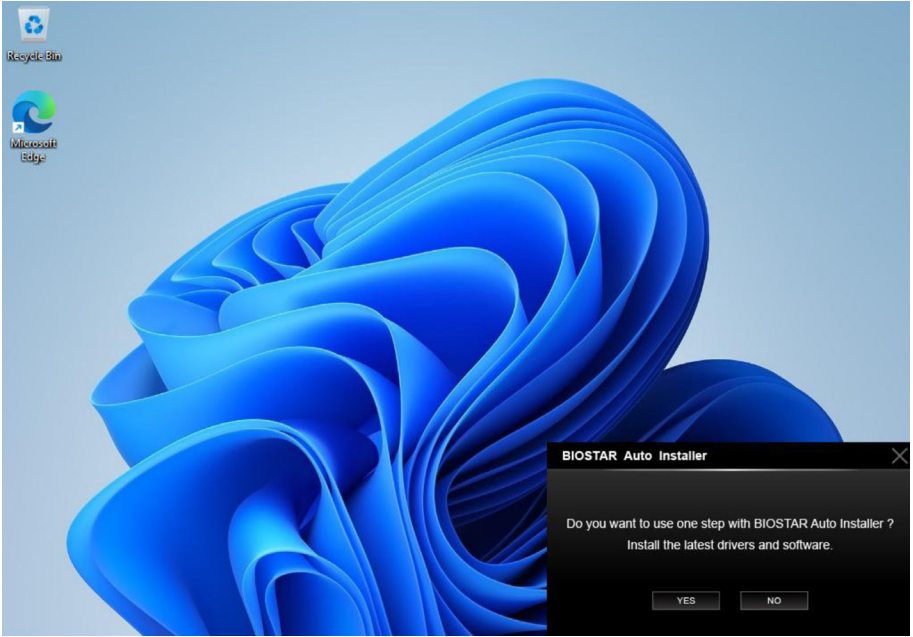 Recycle Bin
Microsoft
Edge
BIOSTAR Auto Installer
Do you want to use one step with BIOSTAR Auto Installer ?
Install the latest drivers and software.
YES
NO